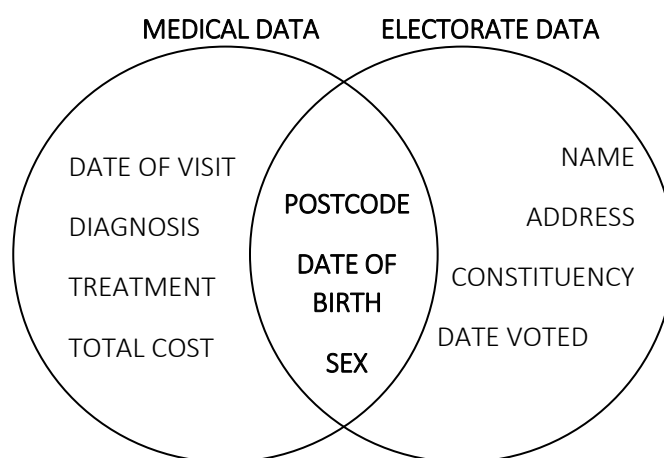 MEDICAL DATA
ELECTORATE DATA
DATE OF VISIT
DIAGNOSIS
TREATMENT
TOTAL COST
POSTCODE
DATE OF
BIRTH
SEX
NAME
ADDRESS
CONSTITUENCY
DATE VOTED